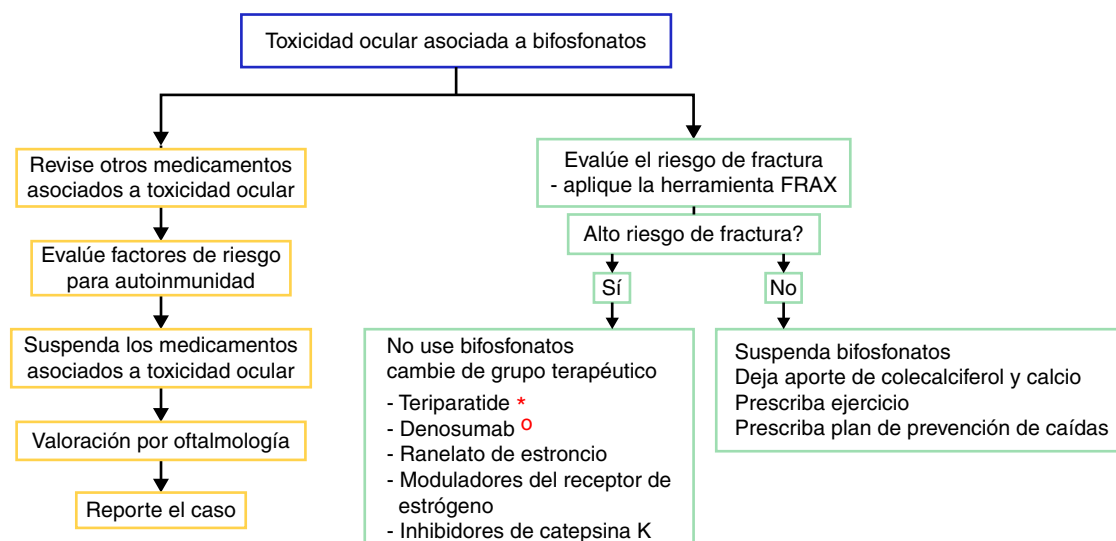 Toxicidad ocular asociada a bifosfonatos
Revise otros medicamentos
asociados a toxicidad ocular
Evalúe factores de riesgo
para autoinmunidad
Suspenda los medicamentos
asociados a toxicidad ocular
Valoración por oftalmología
Reporte el caso
Evalúe el riesgo de fractura
- aplique la herramienta FRAX
Alto riesgo de fractura?
Sí
No
No use bifosfonatos
cambie de grupo terapéutico
- Teriparatide *
- Denosumab o
- Ranelato de estroncio
- Moduladores del receptor de
estrógeno
- Inhibidores de catepsina K
Suspenda bifosfonatos
Deja aporte de colecalciferol y calcio
Prescriba ejercicio
Prescriba plan de prevención de caídas